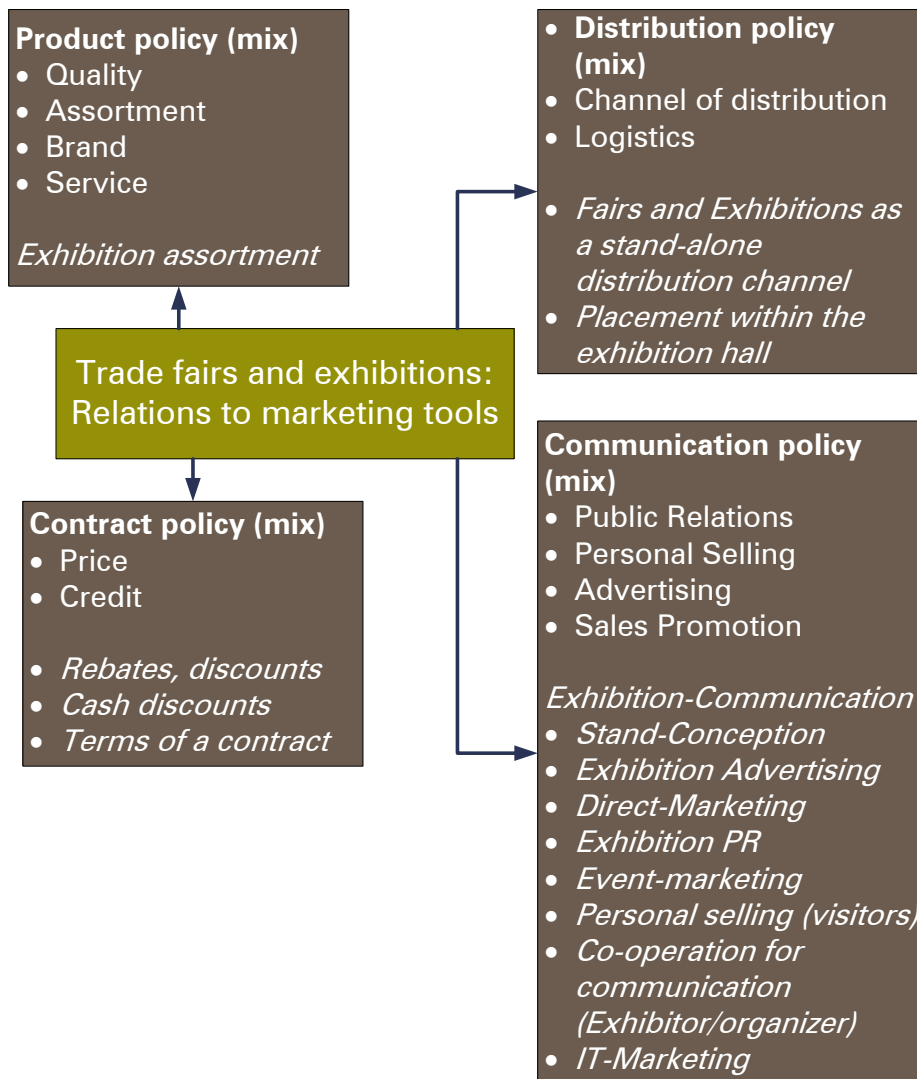 Product policy (mix)
• Quality
• Assortment
• Brand
• Service
Exhibition assortment
• Distribution policy
(mix)
• Channel of distribution
• Logistics
• Fairs and Exhibitions as
a stand-alone
distribution channel
• Placement within the
exhibition hall
Trade fairs and exhibitions:
Relations to marketing tools
Contract policy (mix)
• Price
• Credit
• Rebates, discounts
• Cash discounts
• Terms of a contract
Communication policy
(mix)
• Public Relations
• Personal Selling
• Advertising
• Sales Promotion
Exhibition-Communication
• Stand-Conception
• Exhibition Advertising
• Direct-Marketing
• Exhibition PR
• Event-marketing
• Personal selling (visitors)
• Co-operation for
communication
(Exhibitor/organizer)
• IT-Marketing